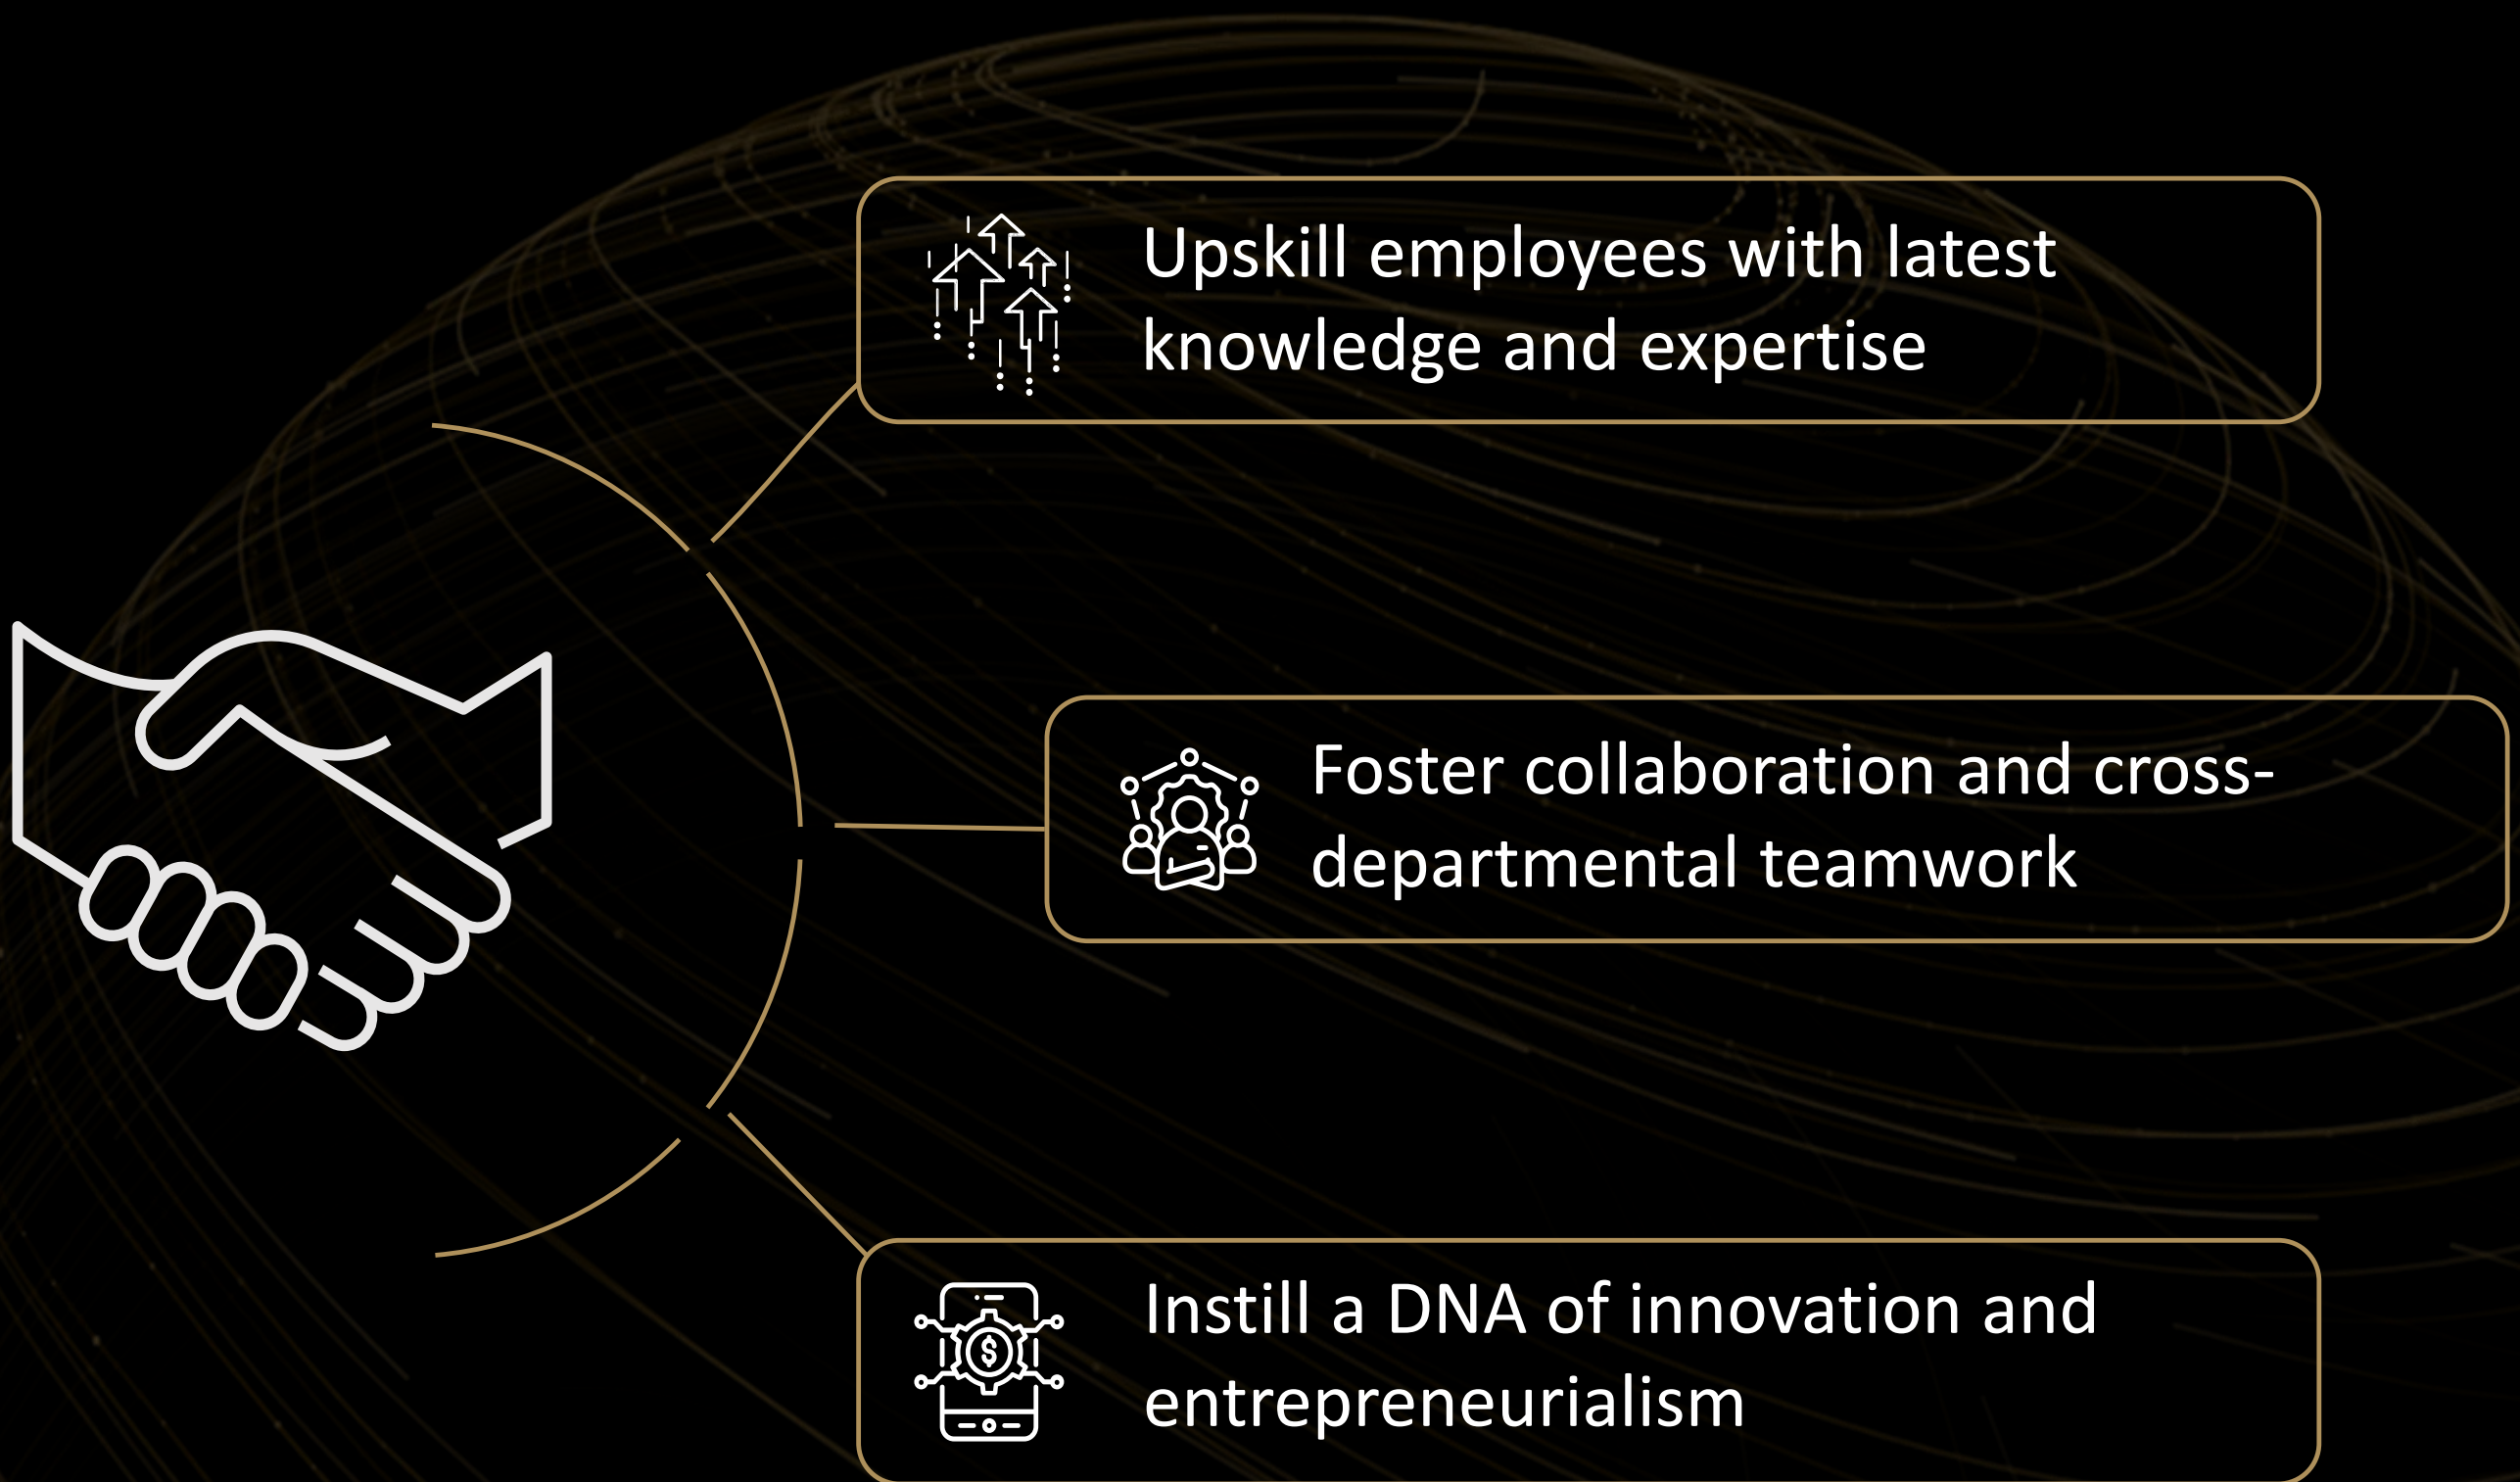 Upskill employees with latest
knowledge and expertise
Foster collaboration and cross-
departmental teamwork
Instill a DNA of innovation and
entrepreneurialism